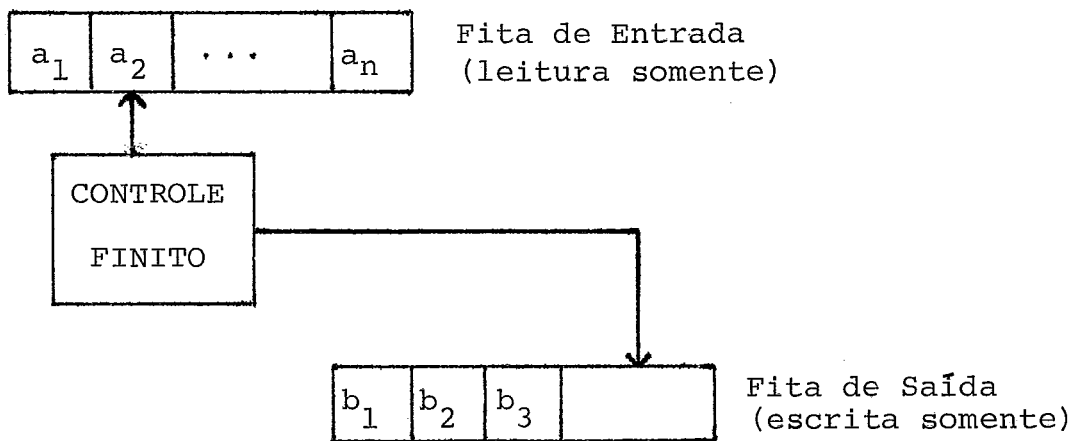 a1 a2 ... an
Fita de Entrada
(leitura somente)
CONTROLE
FINITO
b1 b2 b3
Fita de Saída
(escrita somente)